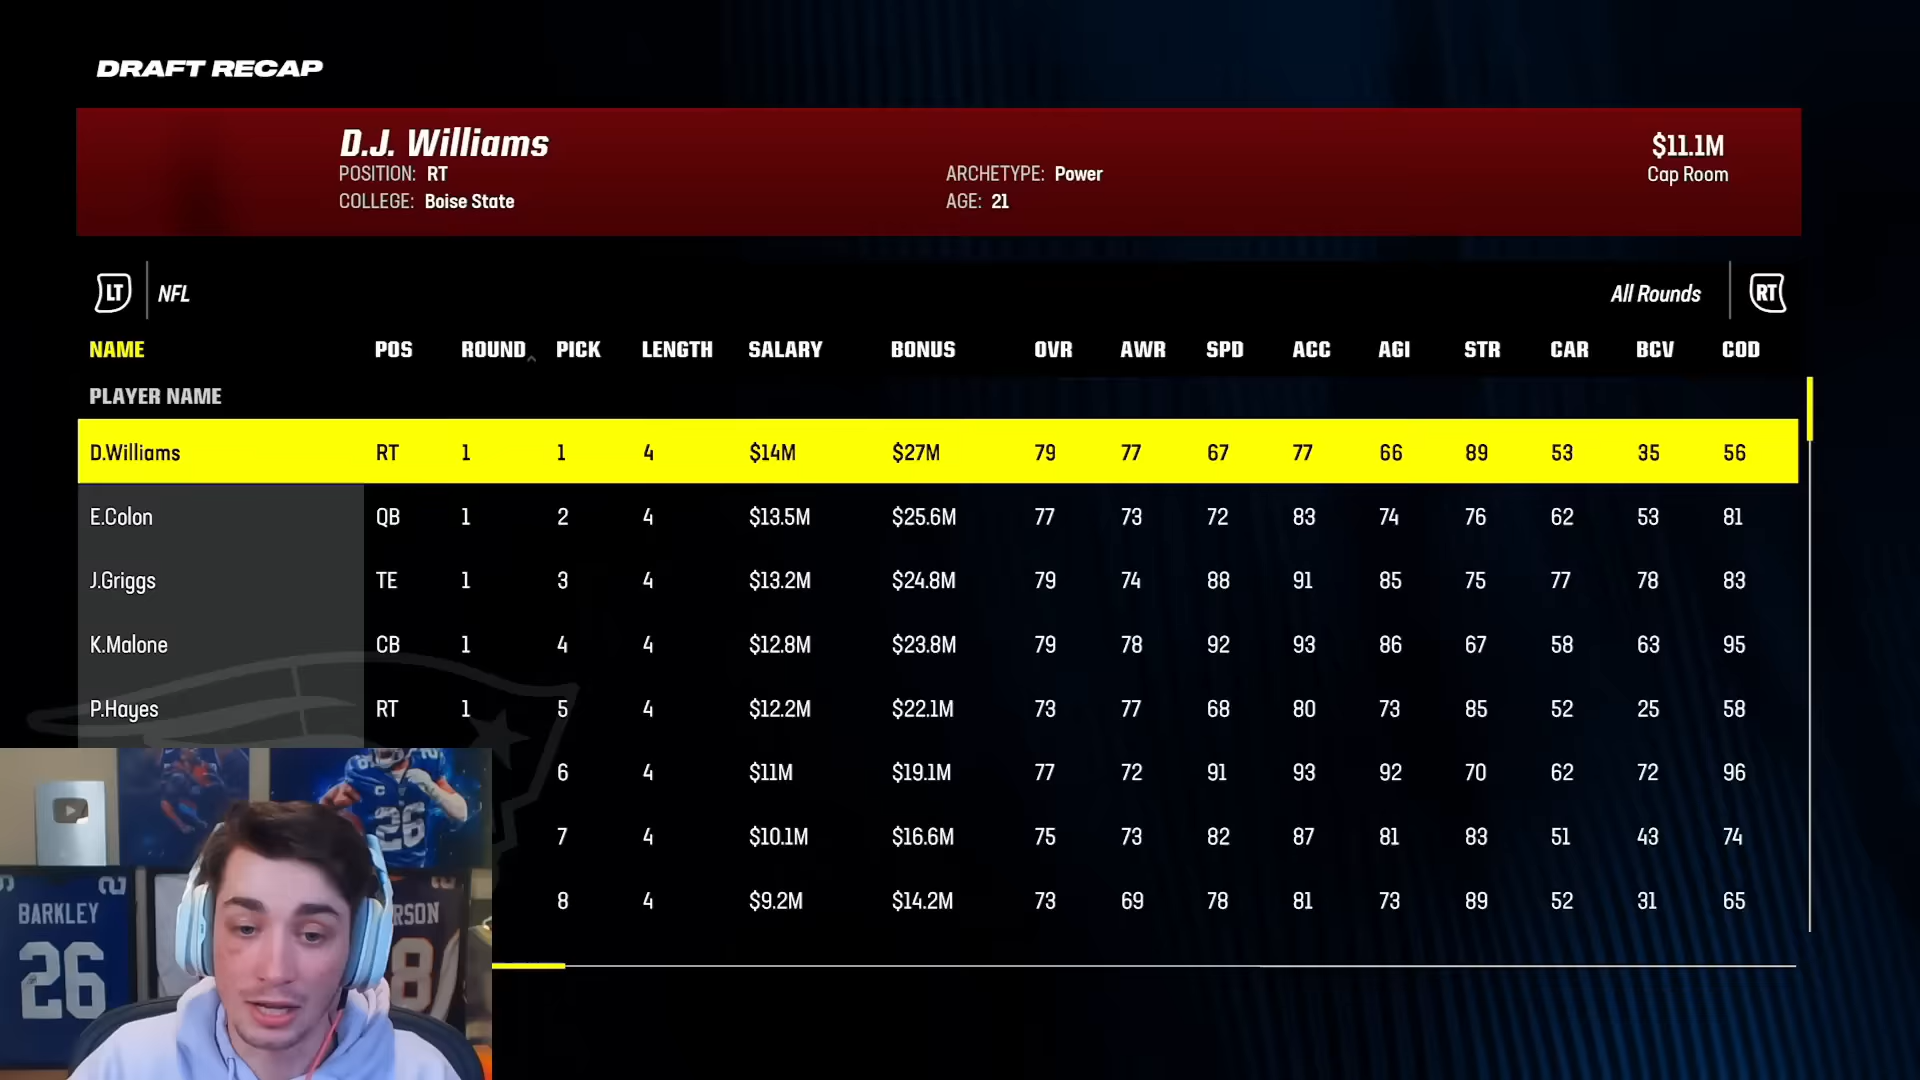 DRAFT RECAP
D.J. Williams
POSITION: RT
COLLEGE: Boise State
ARCHETYPE: Power
AGE: 21
$11.1M
Cap Room
LT NFL
All Rounds RT
NAME POS ROUND PICK LENGTH SALARY BONUS OVR AWR SPD ACC AGI STR CAR BCV COD
PLAYER NAME
D.Williams RT 1 1 4 $14M $27M 79 77 67 77 66 89 53 35 56
E.Colon QB 1 2 4 $13.5M $25.6M 77 73 72 83 74 76 62 53 81
J.Griggs TE 1 3 4 $13.2M $24.8M 79 74 88 91 85 75 77 78 83
K.Malone CB 1 4 4 $12.8M $23.8M 79 78 92 93 86 67 58 63 95
P.Hayes RT 1 5 4 $12.2M $22.1M 73 77 68 80 73 85 52 25 58
6 4 $11M $19.1M 77 72 91 93 92 70 62 72 96
7 4 $10.1M $16.6M 75 73 82 87 81 83 51 43 74
8 4 $9.2M $14.2M 73 69 78 81 73 89 52 31 65
26
BARKLEY
26
RSON
8